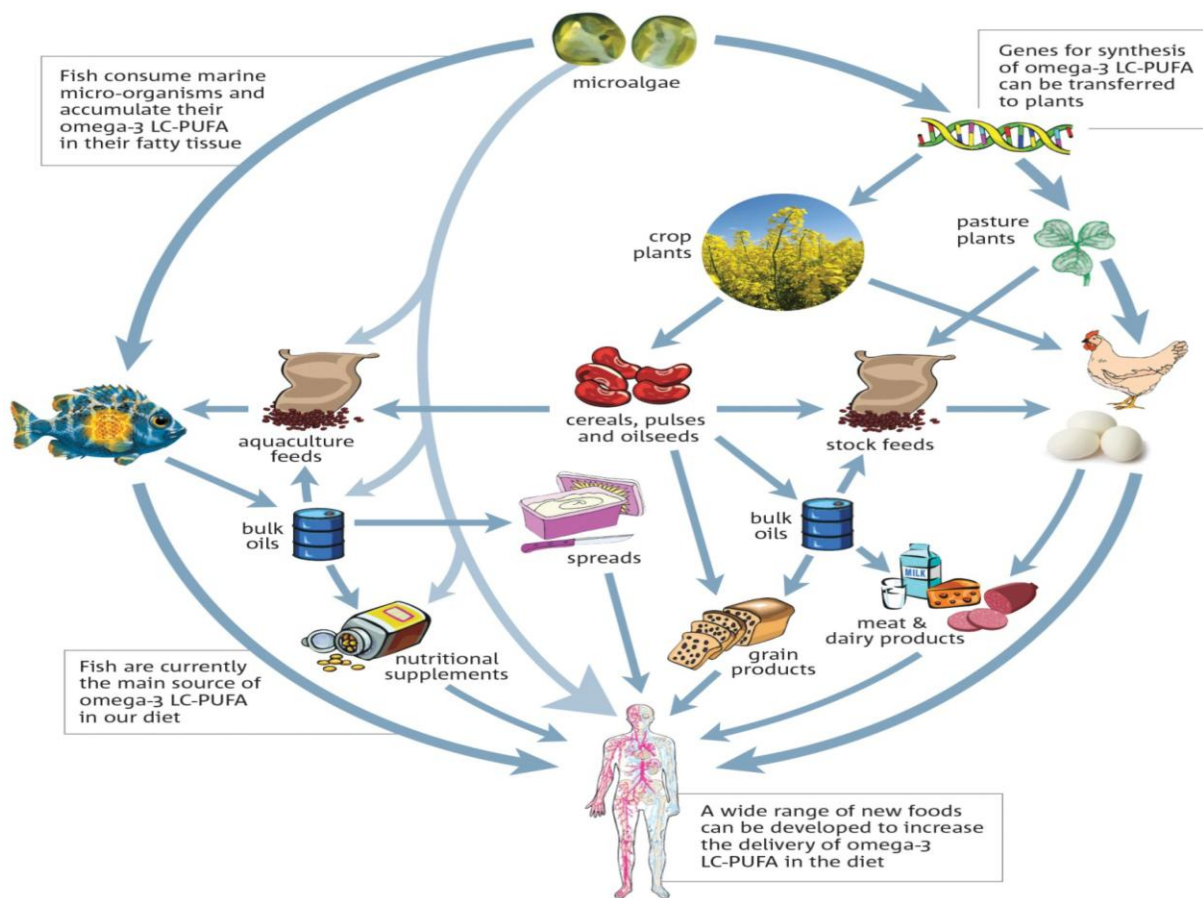 microalgae
Fish consume marine
micro-organisms and
accumulate their
omega-3 LC-PUFA
in their fatty tissue
Genes for synthesis
of omega-3 LC-PUFA
can be transferred
to plants
crop
plants
pasture
plants
aquaculture
feeds
cereals, pulses
and oilseeds
stock feeds
bulk
oils
spreads
bulk
oils
MILK
meat &
dairy products
grain
products
nutritional
supplements
Fish are currently
the main source of
omega-3 LC-PUFA
in our diet
A wide range of new foods
can be developed to increase
the delivery of omega-3
LC-PUFA in the diet